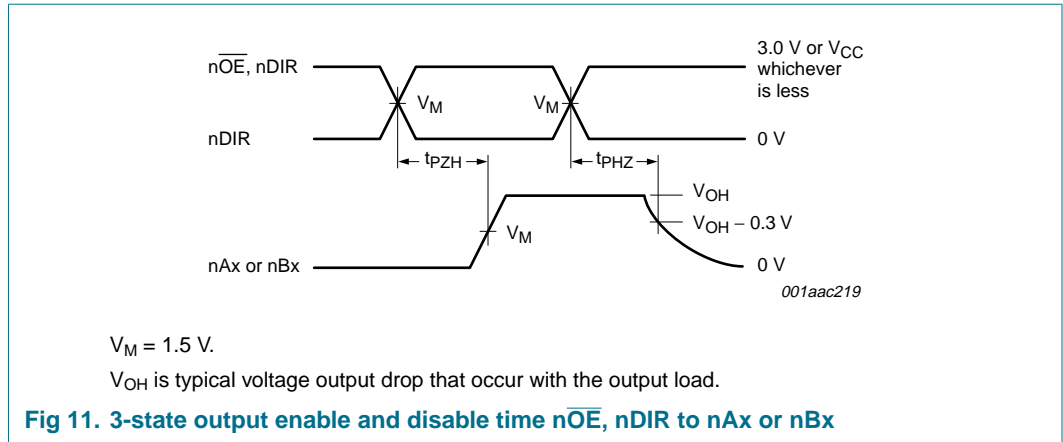 nOE, nDIR
3.0 V or VCC
whichever
is less
VM
VM
nDIR
0 V
tPZH
tPHZ
VOH
VOH − 0.3 V
VM
nAx or nBx
0 V
001aac219
VM = 1.5 V.
VOH is typical voltage output drop that occur with the output load.
Fig 11. 3-state output enable and disable time nOE, nDIR to nAx or nBx